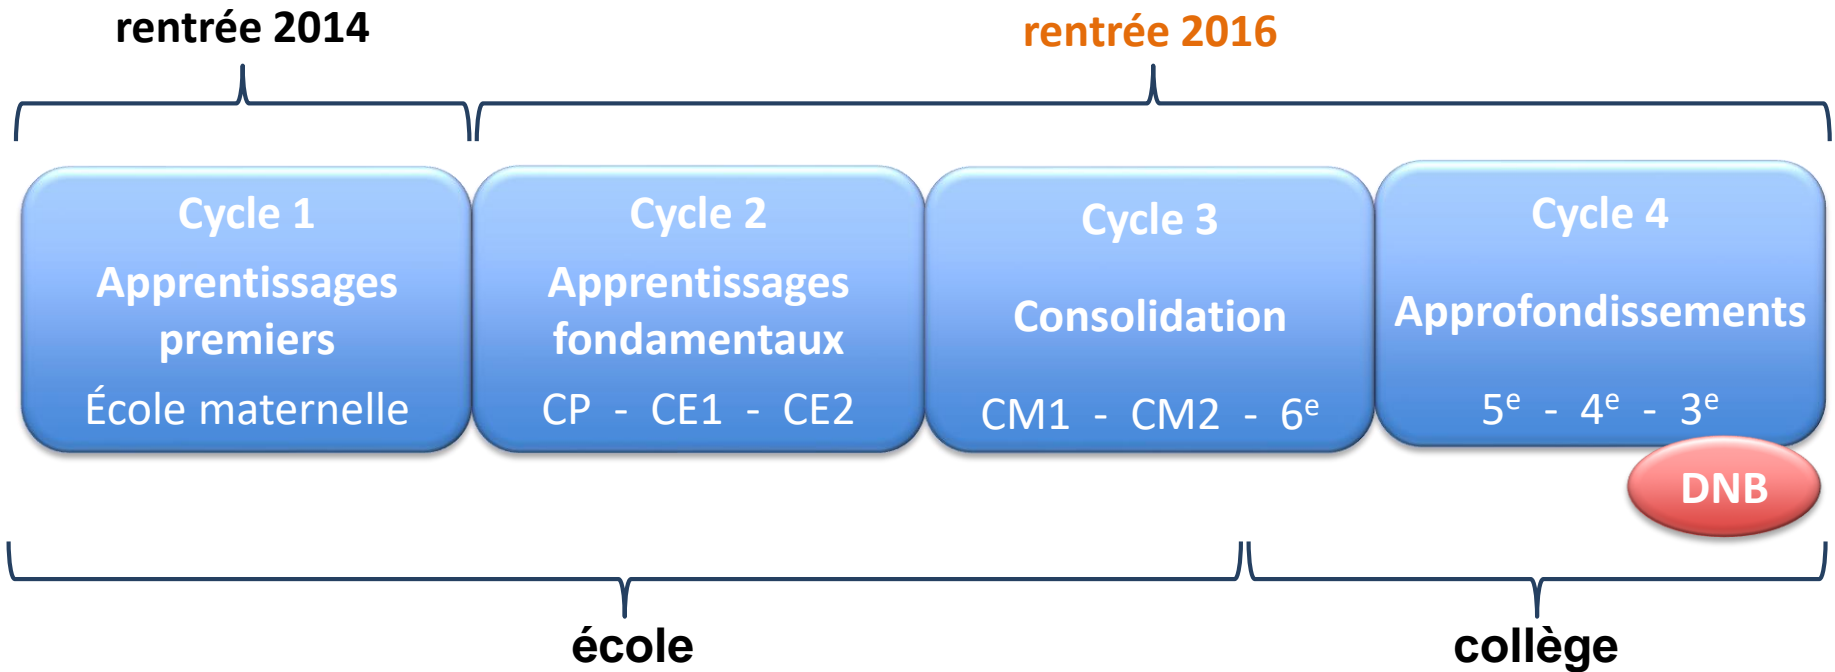 rentrée 2014
rentrée 2016
Cycle 1
Apprentissages
premiers
École maternelle
Cycle 2
Apprentissages
fondamentaux
CP - CE1 - CE2
Cycle 3
Consolidation
CM1 - CM2 - 6ᵉ
Cycle 4
Approfondissements
5ᵉ - 4ᵉ - 3ᵉ
DNB
école
collège